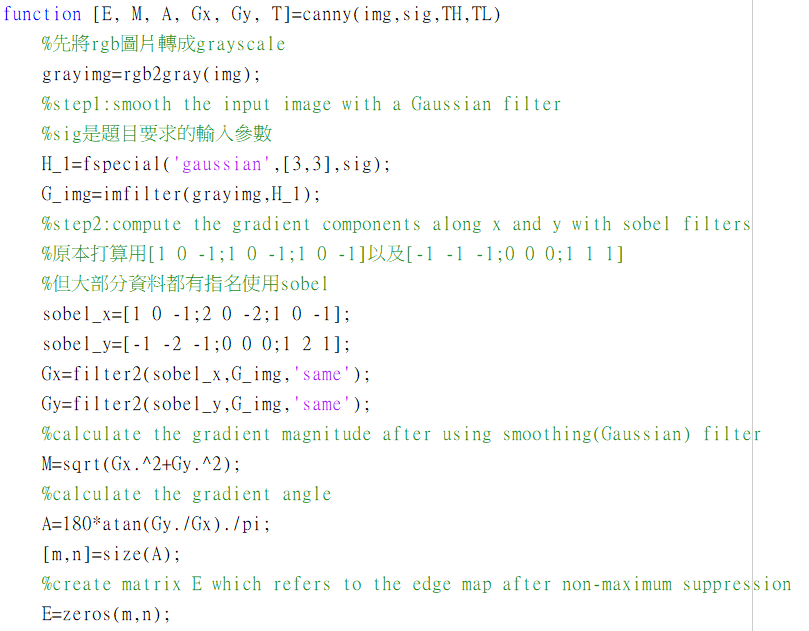 function [E, M, A, Gx, Gy, T]=canny(img,sig,TH,TL)
%先將rgb圖片轉成grayscale
grayimg=rgb2gray(img);
%step1:smooth the input image with a Gaussian filter
%sig是題目要求的輸入參數
H_1=fspecial('gaussian',[3,3],sig);
G_img=imfilter(grayimg,H_1);
%step2:compute the gradient components along x and y with sobel filters
%原本打算用[1 0 -1;1 0 -1;1 0 -1]以及[-1 -1 -1;0 0 0;1 1 1]
%但大部分資料都有指名使用sobel
sobel_x=[1 0 -1;2 0 -2;1 0 -1];
sobel_y=[-1 -2 -1;0 0 0;1 2 1];
Gx=filter2(sobel_x,G_img,'same');
Gy=filter2(sobel_y,G_img,'same');
%calculate the gradient magnitude after using smoothing(Gaussian) filter
M=sqrt(Gx.^2+Gy.^2);
%calculate the gradient angle
A=180*atan(Gy./Gx)./pi;
[m,n]=size(A);
%create matrix E which refers to the edge map after non-maximum suppression
E=zeros(m,n);